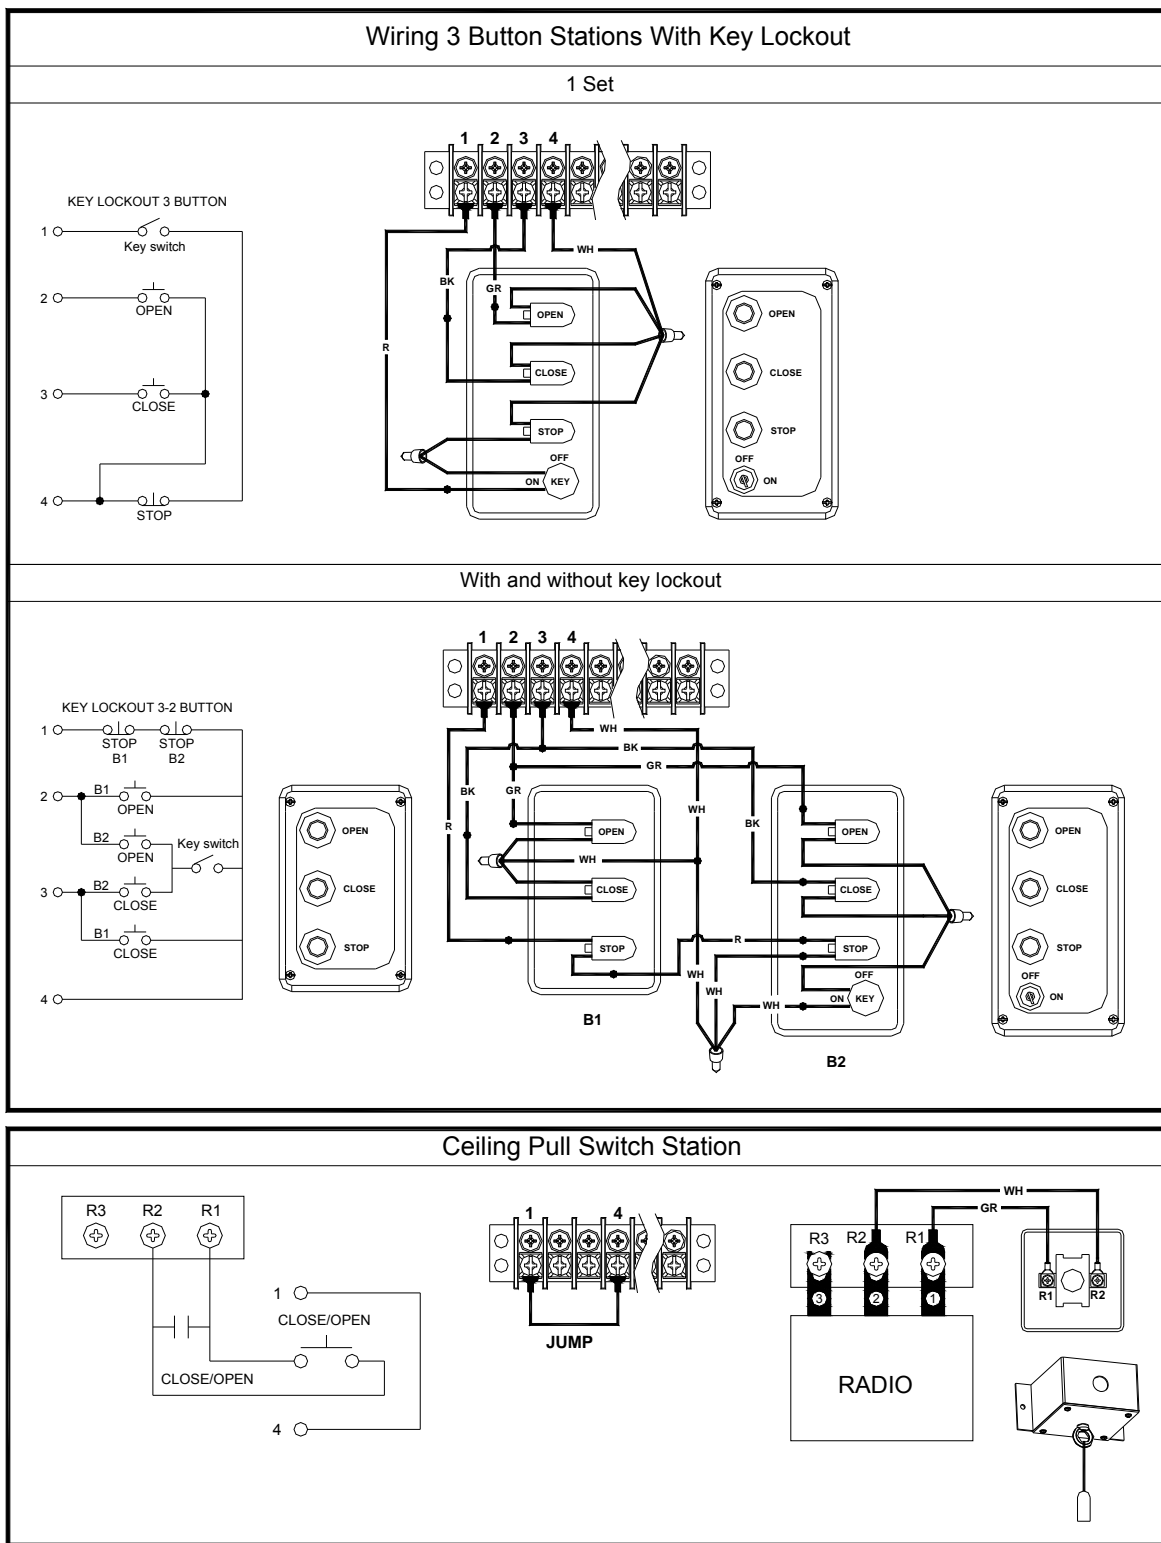 Wiring 3 Button Stations With Key Lockout
1 Set
1 2 3 4
KEY LOCKOUT 3 BUTTON
1
Key switch
2
OPEN
3
CLOSE
4
STOP
WH
BK
GR
R
OPEN
CLOSE
STOP
OFF
ON KEY
OPEN
CLOSE
STOP
OFF
ON
With and without key lockout
1 2 3 4
KEY LOCKOUT 3-2 BUTTON
1
STOP STOP
B1 B2
2 B1
OPEN
B2 Key switch
OPEN
3 B2
CLOSE
B1
CLOSE
4
OPEN
CLOSE
STOP
WH
BK
GR
BK
GR
R
WH
BK
OPEN
WH
CLOSE
STOP
R
WH
WH
WH
B1
OPEN
CLOSE
STOP
OFF
ON KEY
B2
OPEN
CLOSE
STOP
OFF
ON
Ceiling Pull Switch Station
R3 R2 R1
1
CLOSE/OPEN
CLOSE/OPEN
4
1 4
JUMP
WH
GR
R3 R2 R1
3 2 1
RADIO
R1 R2